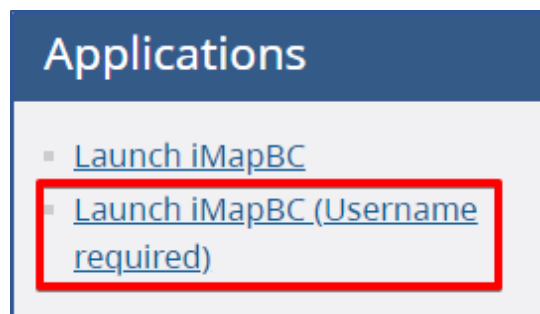 Applications
Launch iMapBC
Launch iMapBC (Username
required)